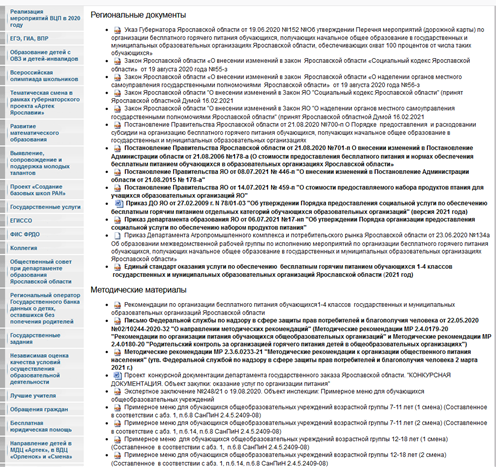 Реализация
мероприятий ВЦП в 2020
году
ЕГЭ, ГИА, ВПР
Образование детей с
ОВЗ и детей-инвалидов
Всероссийская
олимпиада школьников
Тематическая смена в
рамках губернаторского
проекта «Артек
Ярославии»
Развитие
математического
образования
Выявление,
сопровождение и
поддержка молодых
талантов
Проект «Создание
базовых школ РАН»
Государственные услуги
ЕГИССО
ФИС ФРДО
Коллегия
Общественный совет
при департаменте
образования
Ярославской области
Региональный оператор
Государственного банка
данных о детях,
оставшихся без
попечения родителей
Государственные
задания
Независимая оценка
качества условий
осуществления
образовательной
деятельности
Лучшие учителя
Обращения граждан
Бесплатная
юридическая помощь
Направление детей в
МДЦ «Артек», в ВДЦ
«Орленок» и «Смена»
Региональные документы
Указ Губернатора Ярославской области от 19.06.2020 №152 №Об утверждении Перечня мероприятий (дорожной карты) по
организации бесплатного горячего питания обучающихся, получающих начальное общее образование в государственных и
муниципальных образовательных организациях Ярославской области, обеспечивающих охват 100 процентов от числа таких
обучающихся»
Закон Ярославской области «О внесении изменений в закон Ярославской области «Социальный кодекс Ярославской
области» от 19 августа 2020 года №55-з
Закон Ярославской области «О внесении изменений в закон Ярославской области «О наделении органов местного
самоуправления государственными полномочиями Ярославской области» от 19 августа 2020 года №56-з
Закон Ярославской области "О внесении изменений в Закон ЯО "Социальный кодекс Ярославской области" (принят
Ярославской областной Думой 16.02.2021)
Закон Ярославской области "О внесении изменений в Закон ЯО "О наделении органов местного самоуправления
государственными полномочиями Ярославской области" (принят Ярославской областной Думой 16.02.2021
Постановление Правительства Ярославской области от 21.08.2020 №700-п О Порядке предоставления и расходовании
субсидии на организацию бесплатного горячего питания обучающихся, получающих начальное общее образование в
государственных и муниципальных образовательных организациях
Постановление Правительства Ярославской области от 21.08.2020 №701-п О внесении изменений в Постановление
Администрации области от 21.08.2006 №178-а (О стоимости предоставления бесплатного питания и нормах обеспечения
бесплатным питанием обучающихся в образовательных организациях Ярославской области»
Постановление Правительства ЯО от 08.07.2021 № 446-п "О внесении изменений в Постановление Администрации
области от 21.08.2015 № 178-а"
Постановление Правительства ЯО от 14.07.2021 № 459-п "О стоимости предоставляемого набора продуктов питания для
учащихся образовательных организаций ЯО"
Приказ ДО ЯО от 27.02.2009 г. N 78/01-03 "Об утверждении Порядка предоставления социальной услуги по обеспечению
бесплатным горячим питанием отдельных категорий обучающихся образовательных организаций" (версия 2021 года)
Приказ департамента образования ЯО от 06.07.2021 №17-нп "Об утверждении Порядка организации предоставления
социальной услуги по обеспечению набором продуктов питания"
Приказ Департамента Агропромышленного комплекса и потребительского рынка Ярославской области от 23.06.2020 №134а
Об образовании межведомственной рабочей группы по исполнению мероприятий по организации бесплатного горячего питания
обучающихся, получающих начальное общее образование в государственных и муниципальных образовательных организациях
Ярославской области
Единый стандарт оказания услуги по обеспечению бесплатным горячим питанием обучающихся 1-4 классов
государственных и муниципальных образовательных организаций Ярославской области (2021 год)
Методические материалы
Рекомендации по организации бесплатного питания обучающихся1-4 классов государственных и муниципальных
образовательных организаций Ярославской области
Письмо Федеральной службы по надзору в сфере защиты прав потребителей и благополучия человека от 22.05.2020
№02/10244-2020-32 "О направлении методических рекомендаций" (Методические рекомендации МР 2.4.0179-20
"Рекомендации по организации питания обучающихся общеобразовательных организаций" и Методические рекомендации МР
2.4.0180-20 "Родительский контроль за организацией горячего питания детей в общеобразовательных организациях")
Методические рекомендации МР 2.3.6.0233-21 "Методические рекомендации к организации общественного питания
населения" (утв. Федеральной службой по надзору в сфере защиты прав потребителей и благополучия человека 2 марта
2021 г.)
Проект конкурсной документации департамента государственного заказа Ярославской области. "КОНКУРСНАЯ
ДОКУМЕНТАЦИЯ. Объект закупки: оказание услуг по организации питания"
Экспертное заключение №248/21 о 19.08.2020. Объект инспекции: Примерное меню для обучающихся
общеобразовательных учреждений
Примерное меню для обучающихся общеобразовательных учреждений возрастной группы 7-11 лет (1 смена) (Составленное
в соответствии с абз. 1, п.6.8 СанПиН 2.4.5.2409-08)
Примерное меню для обучающихся общеобразовательных учреждений возрастной группы 7-11 лет (2 смена) (Составленное
в соответствии с абз. 1, п.6.8 СанПиН 2.4.5.2409-08)
Примерное меню для обучающихся общеобразовательных учреждений возрастной группы 12-18 лет (1 смена)
(Составленное в соответствии с абз. 1, п.6.8 СанПиН 2.4.5.2409-08)
Примерное меню для обучающихся общеобразовательных учреждений возрастной группы 12-18 лет (2 смена)
(Составленное в соответствии с абз. 1, п.6.14, п.6.8 СанПиН 2.4.5.2409-08)